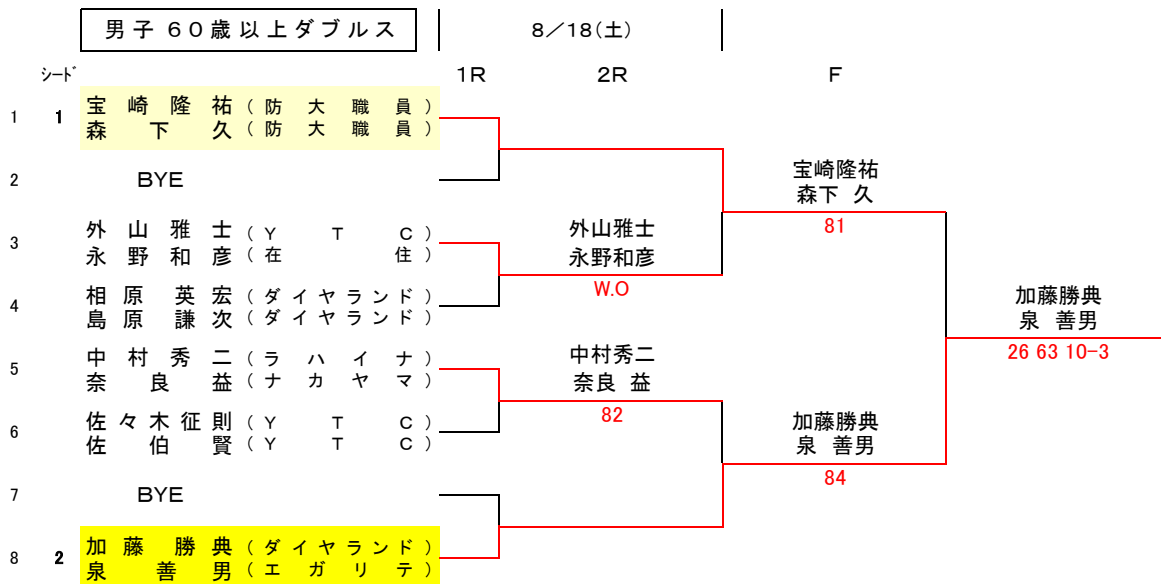 男子60歳以上ダブルス 8／18(土)
シード 1R 2R F
1 1 宝崎隆祐(防大職員)
森下久(防大職員)
2 BYE
宝崎隆祐
森下 久
81
3 外山雅士(YTC)
永野和彦(在住)
外山雅士
永野和彦
W.O
4 相原英宏(ダイヤランド)
島原謙次(ダイヤランド)
加藤勝典
泉 善男
26 63 10-3
5 中村秀二(ラハイナ)
奈良益(ナカヤマ)
中村秀二
奈良 益
82
6 佐々木征則(YTC)
佐伯賢(YTC)
加藤勝典
泉 善男
84
7 BYE
8 2 加藤勝典(ダイヤランド)
泉善男(エガリテ)